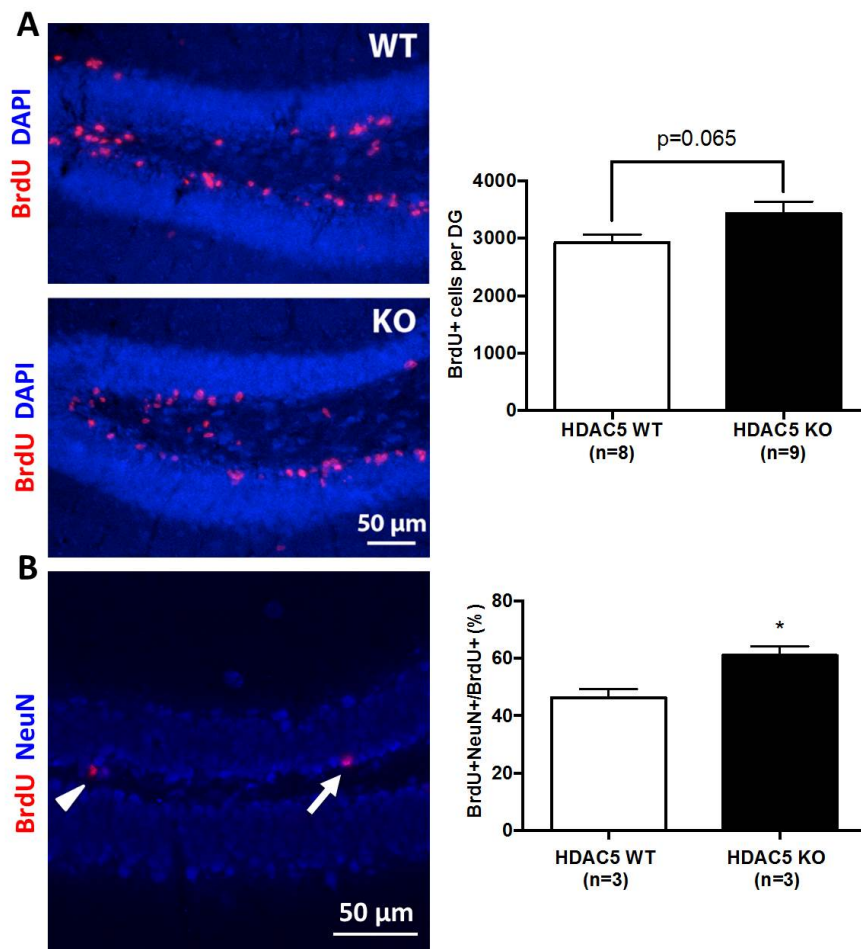 A
BrdU DAPI
WT
BrdU DAPI
KO
50 µm
p=0.065
BrdU+ cells per DG
4000
3000
2000
1000
0
HDAC5 WT
(n=8)
HDAC5 KO
(n=9)
B
BrdU NeuN
50 µm
BrdU+NeuN+/BrdU+ (%)
80
60
40
20
0
*
HDAC5 WT
(n=3)
HDAC5 KO
(n=3)